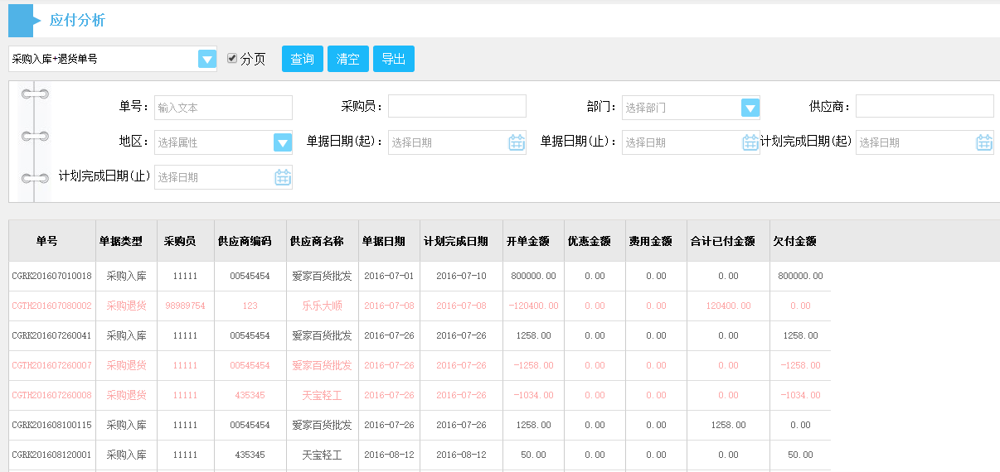 应付分析
采购入库+退货单号 分页 查询 清空 导出
单号： 输入文本 采购员： 部门： 选择部门 供应商：
地区： 选择属性 单据日期(起)： 选择日期 单据日期(止)： 选择日期 计划完成日期(起) 选择日期
计划完成日期(止) 选择日期
单号 单据类型 采购员 供应商编码 供应商名称 单据日期 计划完成日期 开单金额 优惠金额 费用金额 合计已付金额 欠付金额
CGRK201607010018 采购入库 11111 00545454 爱家百货批发 2016-07-01 2016-07-10 800000.00 0.00 0.00 0.00 800000.00
CGTH201607080002 采购退货 98989754 123 乐乐大顺 2016-07-08 2016-07-08 -120400.00 0.00 0.00 120400.00 0.00
CGRK201607260041 采购入库 11111 00545454 爱家百货批发 2016-07-26 2016-07-26 1258.00 0.00 0.00 0.00 1258.00
CGTH201607260007 采购退货 11111 00545454 爱家百货批发 2016-07-26 2016-07-26 -1258.00 0.00 0.00 0.00 -1258.00
CGTH201607260008 采购退货 11111 435345 天宝轻工 2016-07-26 2016-07-26 -1034.00 0.00 0.00 0.00 -1034.00
CGRK201608100115 采购入库 11111 00545454 爱家百货批发 2016-07-26 2016-07-26 1258.00 0.00 0.00 1258.00 0.00
CGRK201608120001 采购入库 11111 435345 天宝轻工 2016-08-12 2016-08-12 50.00 0.00 0.00 0.00 50.00